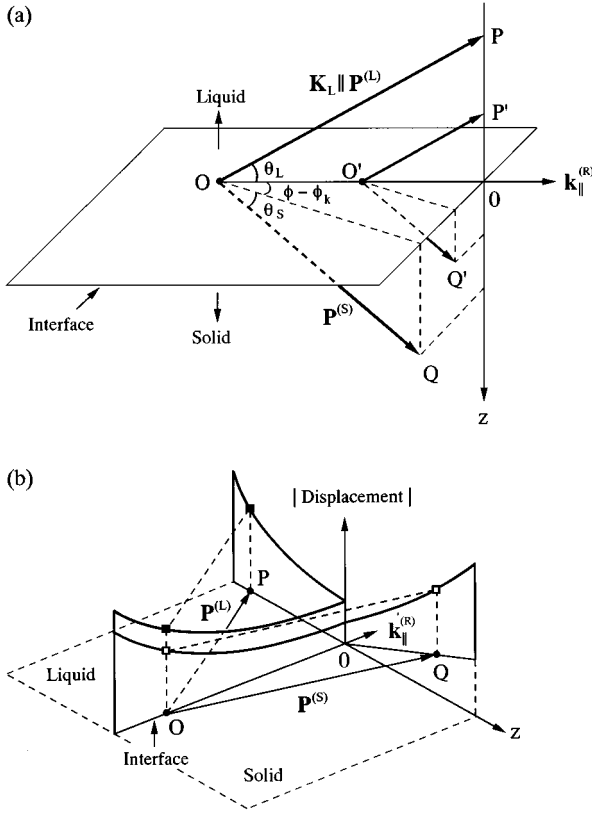 (a)
P
K_L ∥ P^(L)
Liquid
P'
θ_L
O
O'
k_∥^(R)
ϕ − ϕ_k
0
θ_S
Q'
Interface
P^(S)
Solid
Q
z
(b)
| Displacement |
P
P^(L)
k_∥^(R)
Liquid
0
Q
P^(S)
O
z
Interface
Solid